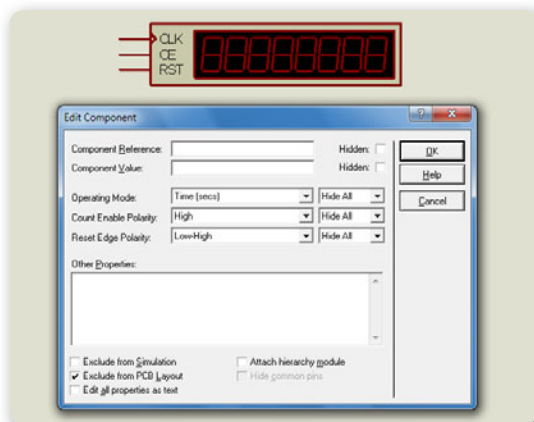 CLK
CE
RST
Edit Component
Component Reference:
Hidden:
Component Value:
Hidden:
Operating Mode:
Time (secs)
Hide All
Count Enable Polarity:
High
Hide All
Reset Edge Polarity:
Low-High
Hide All
Other Properties:
OK
Help
Cancel
Exclude from Simulation
Attach hierarchy module
Exclude from PCB Layout
Hide common pins
Edit all properties as text